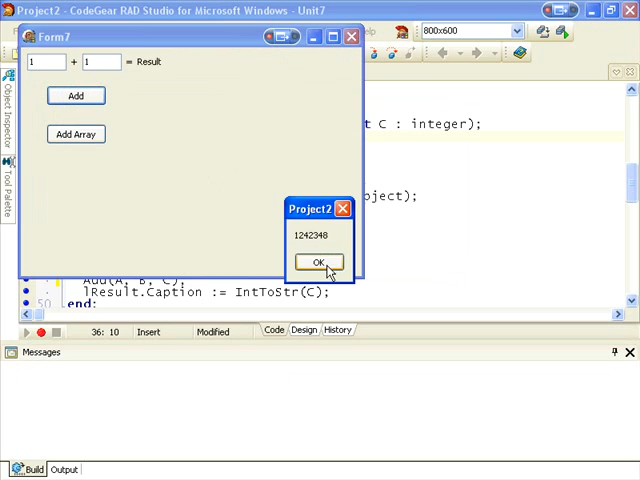 Project2 - CodeGear RAD Studio for Microsoft Windows - Unit7
Form7
elp
800x600
1 + 1 = Result
Add
Add Array
t C : integer);
bject);
Project2
1242348
OK
Add(A, B, C);
lResult.Caption := IntToStr(C);
50 end;
Object Inspector
Tool Palette
36: 10 Insert Modified Code Design History
Messages
Build Output